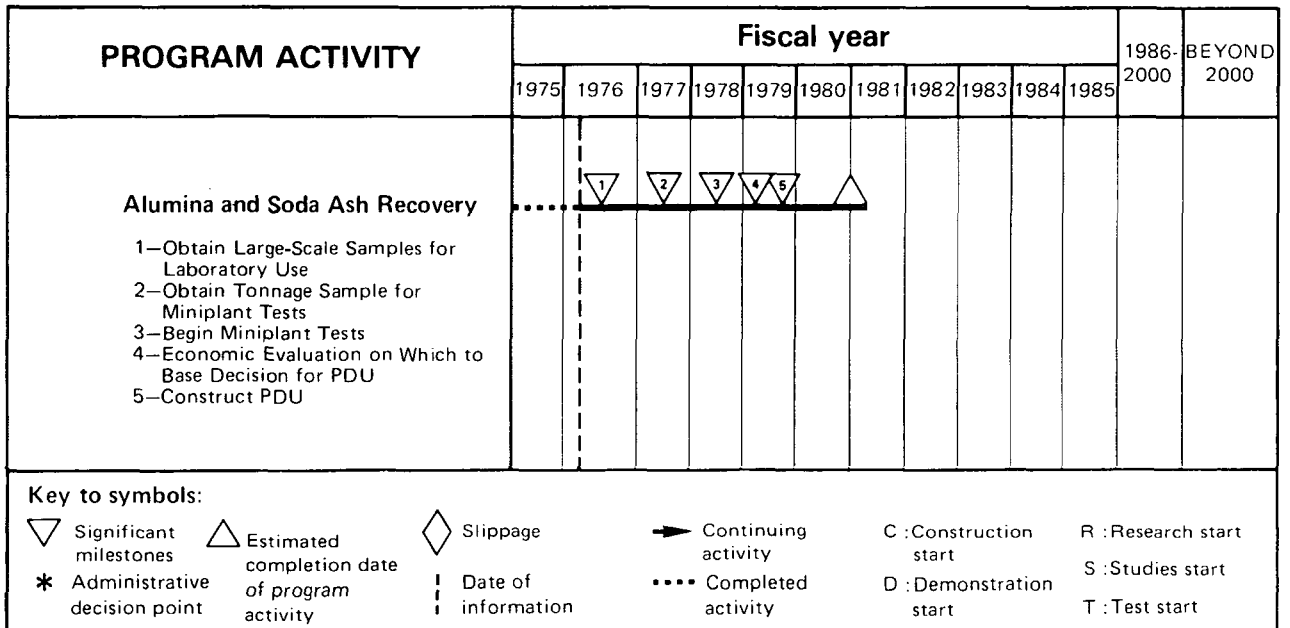 PROGRAM ACTIVITY
Fiscal year
1986-
2000
BEYOND
2000
1975 1976 1977 1978 1979 1980 1981 1982 1983 1984 1985
1 2 3 4 5
Alumina and Soda Ash Recovery
1—Obtain Large-Scale Samples for
Laboratory Use
2—Obtain Tonnage Sample for
Miniplant Tests
3—Begin Miniplant Tests
4—Economic Evaluation on Which to
Base Decision for PDU
5—Construct PDU
Key to symbols:
Significant
milestones
* Administrative
decision point
Estimated
completion date
of program
activity
Slippage
Date of
information
Continuing
activity
Completed
activity
C :Construction
start
D :Demonstration
start
R :Research start
S :Studies start
T :Test start